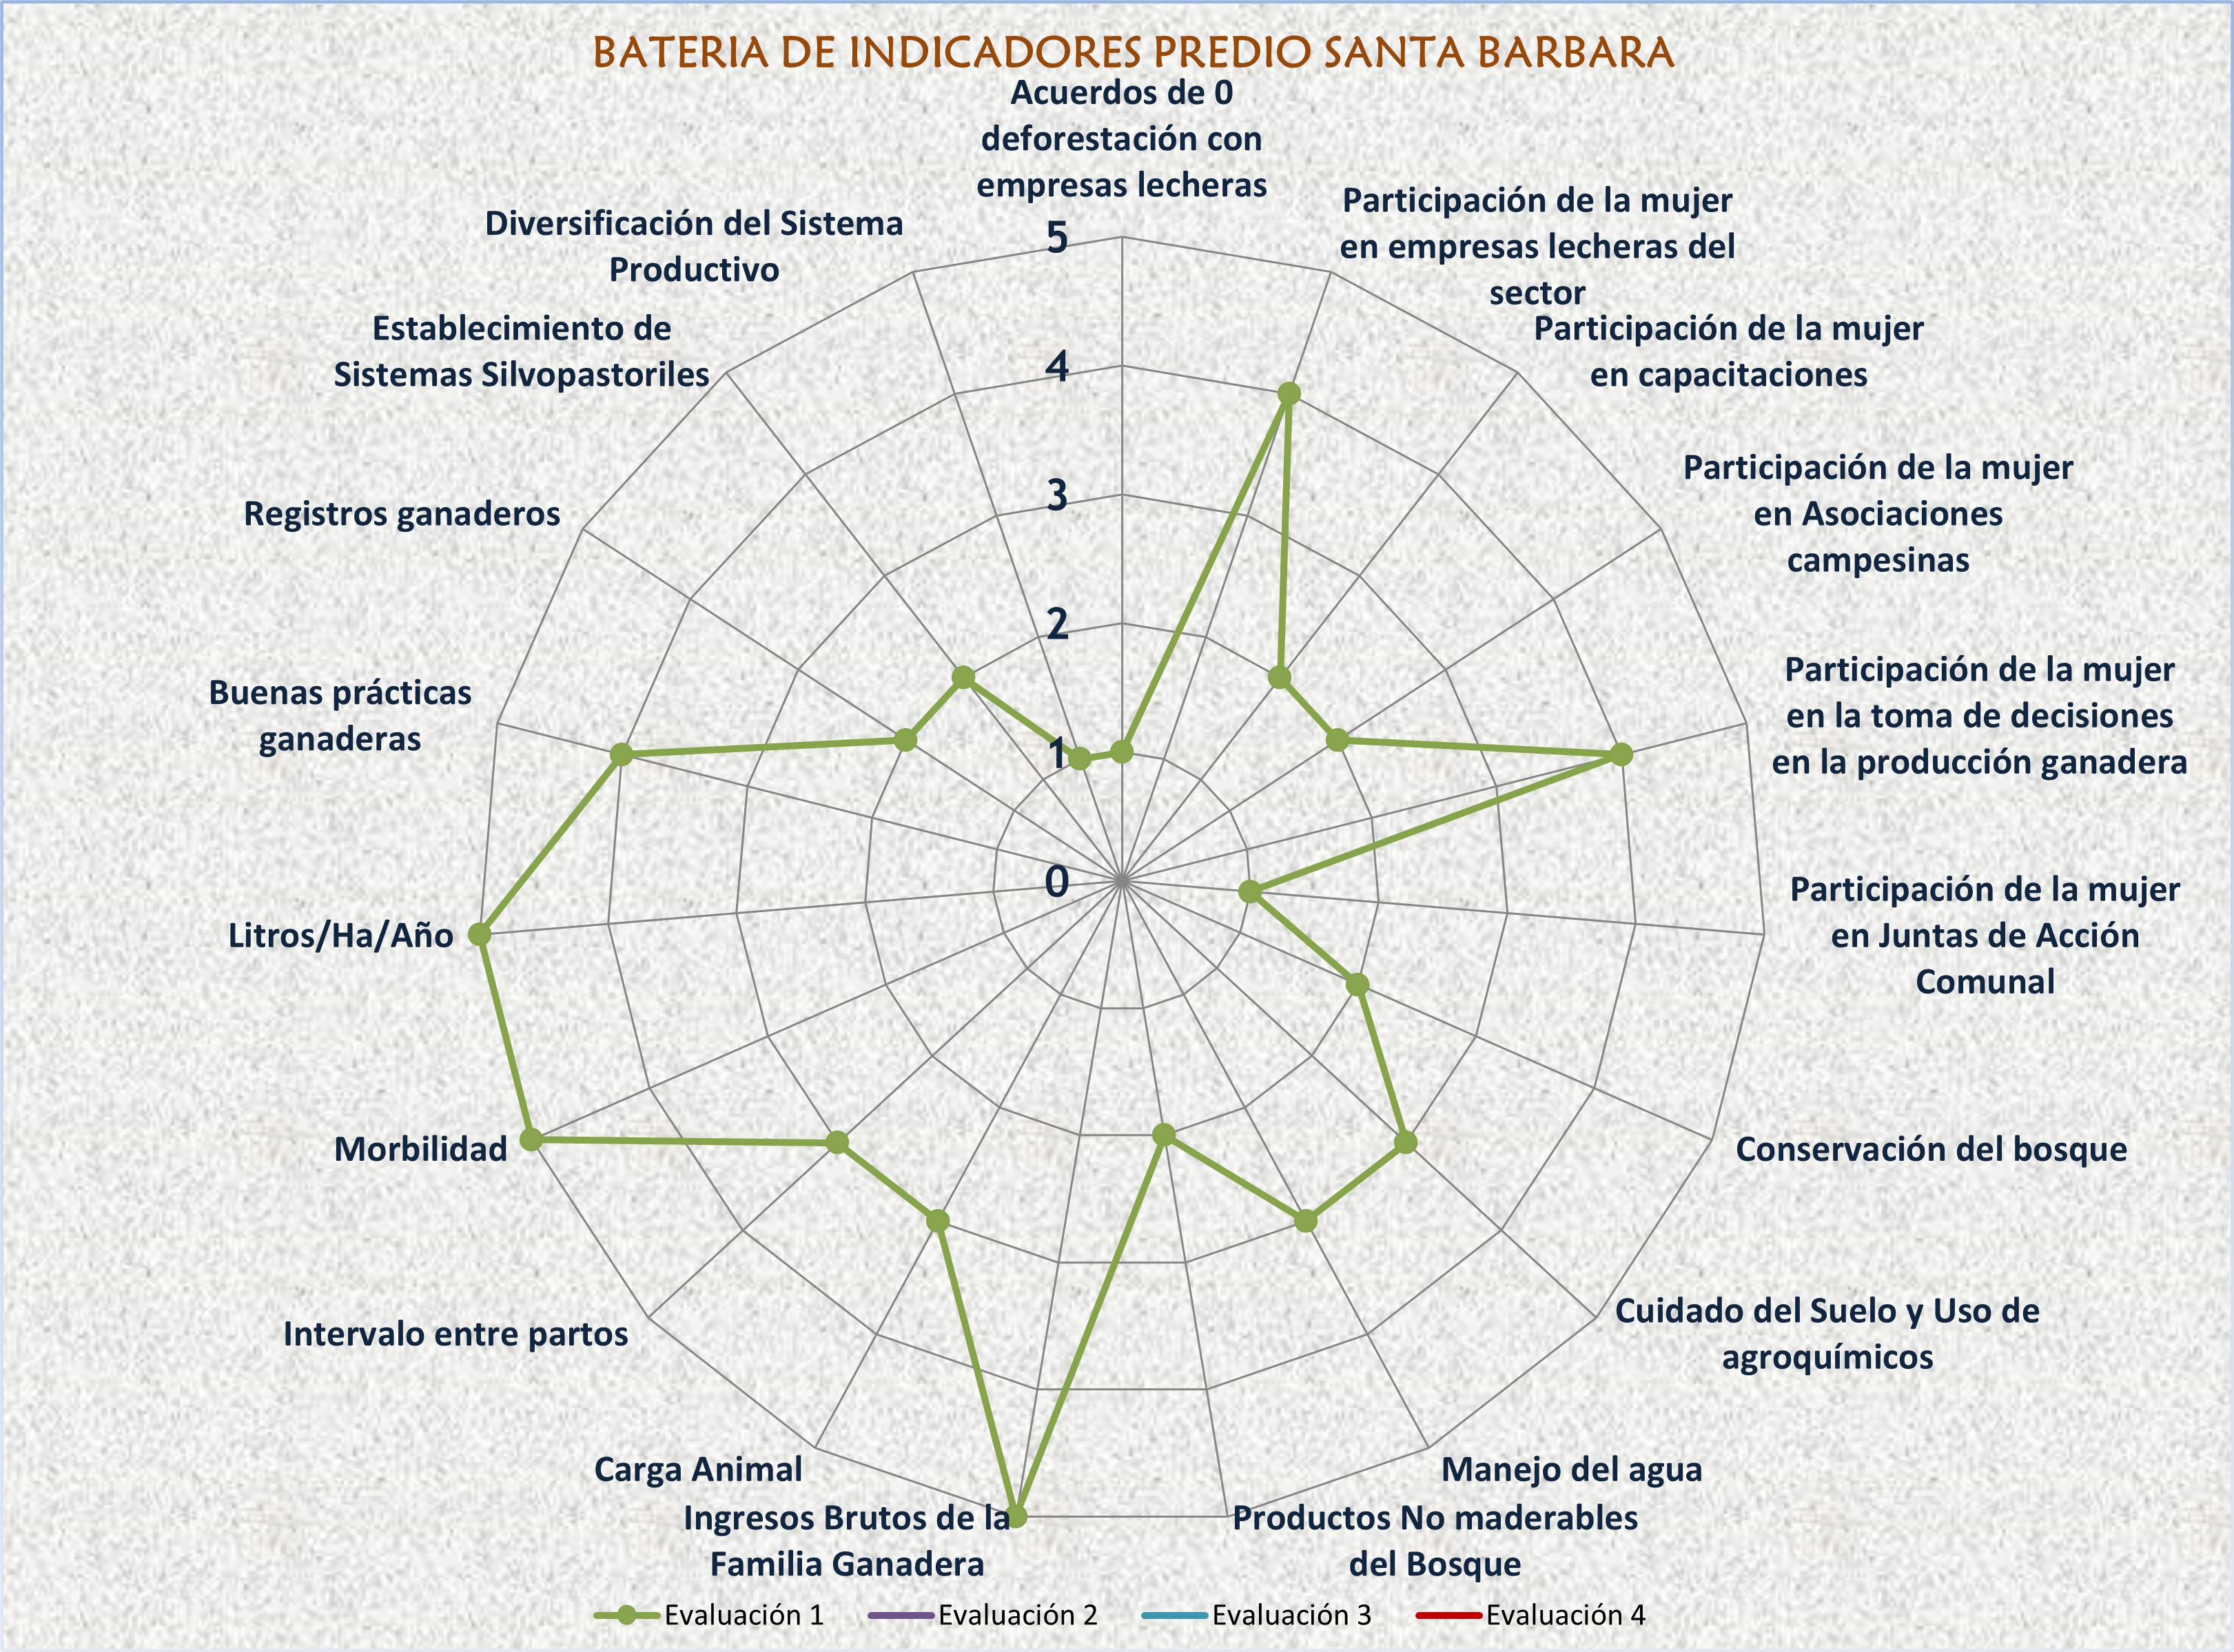 BATERIA DE INDICADORES PREDIO SANTA BARBARA
Acuerdos de 0
deforestación con
empresas lecheras
Participación de la mujer
en empresas lecheras del
sector
Participación de la mujer
en capacitaciones
Participación de la mujer
en Asociaciones
campesinas
Participación de la mujer
en la toma de decisiones
en la producción ganadera
Participación de la mujer
en Juntas de Acción
Comunal
Conservación del bosque
Cuidado del Suelo y Uso de
agroquímicos
Manejo del agua
Productos No maderables
del Bosque
Ingresos Brutos de la
Familia Ganadera
Carga Animal
Intervalo entre partos
Morbilidad
Litros/Ha/Año
Buenas prácticas
ganaderas
Registros ganaderos
Establecimiento de
Sistemas Silvopastoriles
Diversificación del Sistema
Productivo
5
4
3
2
1
0
Evaluación 1
Evaluación 2
Evaluación 3
Evaluación 4